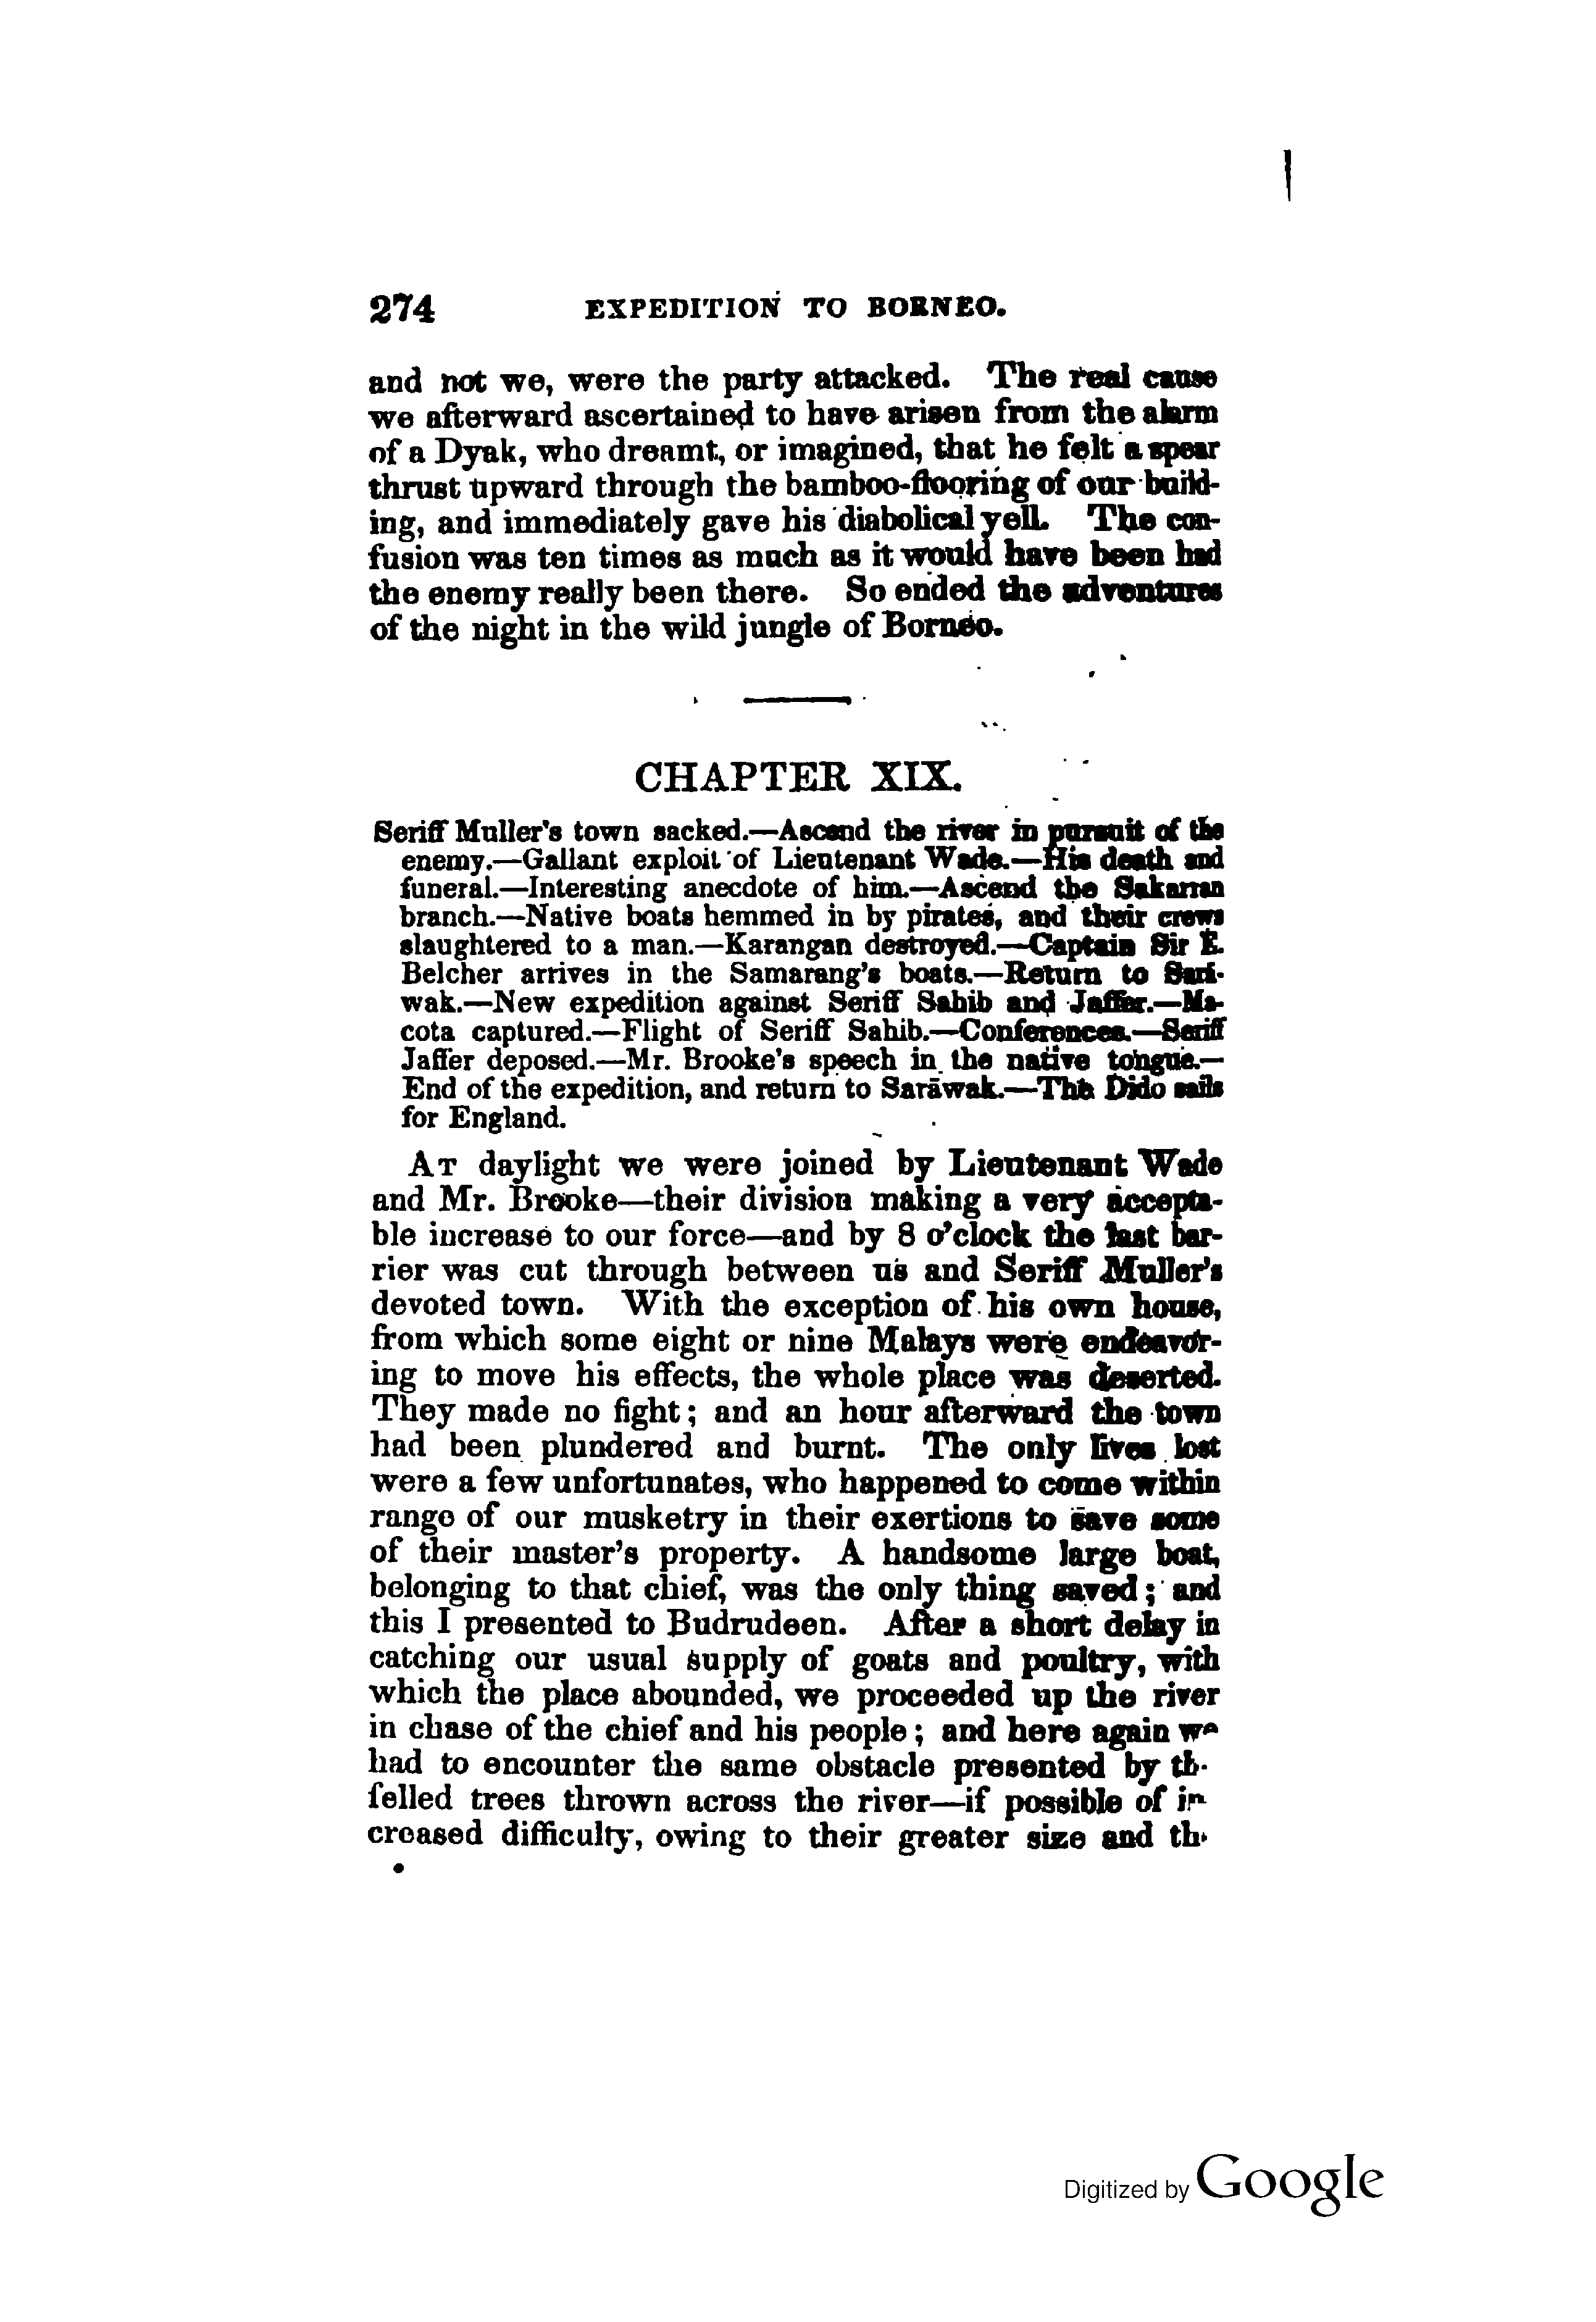 274 EXPEDITION TO BORNEO.
and not we, were the party attacked. The real cause
we afterward ascertained to have arisen from the alarm
of a Dyak, who dreamt, or imagined, that he felt a spear
thrust upward through the bamboo-flooring of our build-
ing, and immediately gave his diabolical yell. The con-
fusion was ten times as much as it would have been had
the enemy really been there. So ended the adventures
of the night in the wild jungle of Borneo.
CHAPTER XIX.
Seriff Muller's town sacked.—Ascend the river in pursuit of the
enemy.—Gallant exploit of Lieutenant Wade.—His death and
funeral.—Interesting anecdote of him.—Ascend the Sakarran
branch.—Native boats hemmed in by pirates, and their crews
slaughtered to a man.—Karangan destroyed.—Captain Sir E.
Belcher arrives in the Samarang's boats.—Return to Sarā-
wak.—New expedition against Seriff Sahib and Jaffer.—Ma-
cota captured.—Flight of Seriff Sahib.—Conferences.—Seriff
Jaffer deposed.—Mr. Brooke's speech in the native tongue.—
End of the expedition, and return to Sarāwak.—The Dido sails
for England.
AT daylight we were joined by Lieutenant Wade
and Mr. Brooke—their division making a very accepta-
ble increase to our force—and by 8 o'clock the last bar-
rier was cut through between us and Seriff Muller's
devoted town. With the exception of his own house,
from which some eight or nine Malays were endeavor-
ing to move his effects, the whole place was deserted.
They made no fight; and an hour afterward the town
had been plundered and burnt. The only lives lost
were a few unfortunates, who happened to come within
range of our musketry in their exertions to save some
of their master's property. A handsome large boat,
belonging to that chief, was the only thing saved; and
this I presented to Budrudeen. After a short delay in
catching our usual supply of goats and poultry, with
which the place abounded, we proceeded up the river
in chase of the chief and his people; and here again we
had to encounter the same obstacle presented by the
felled trees thrown across the river—if possible of in-
creased difficulty, owing to their greater size and the
Digitized by Google